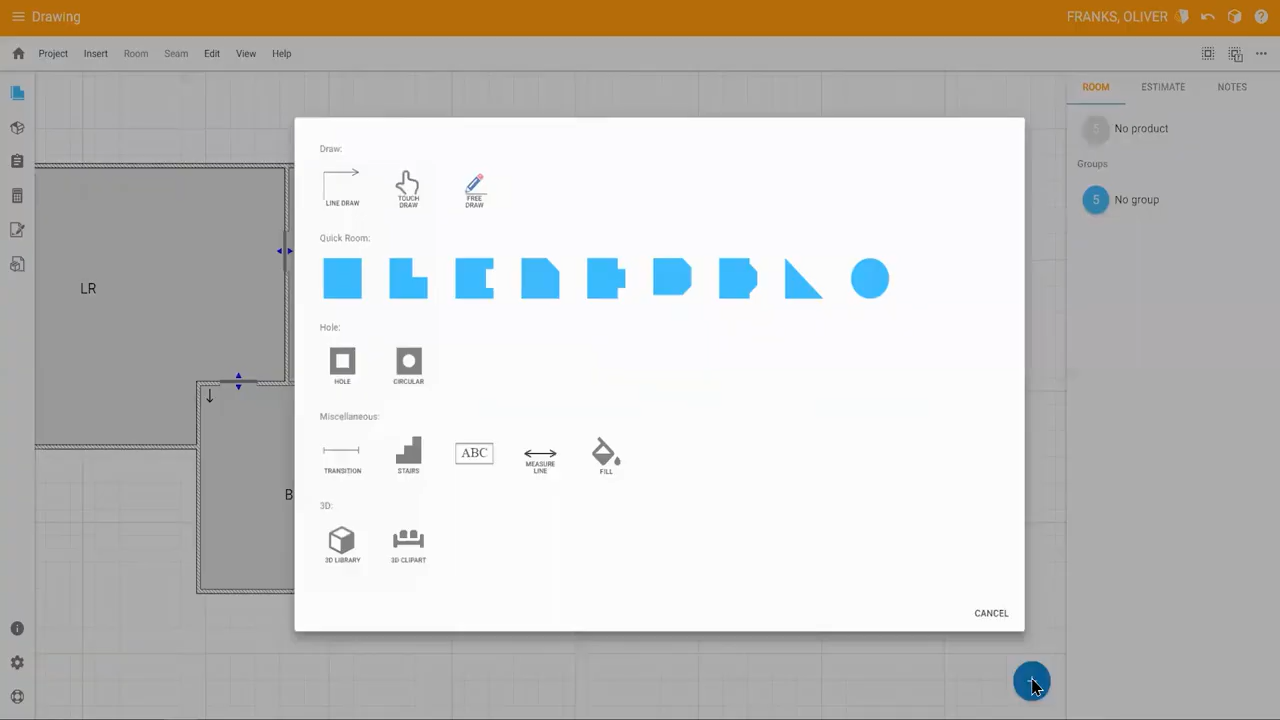 Drawing
FRANKS, OLIVER
Project Insert Room Seam Edit View Help
ROOM ESTIMATE NOTES
5 No product
Groups
5 No group
LR
B
Draw:
LINE DRAW
TOUCH
DRAW
FREE
DRAW
Quick Room:
Hole:
HOLE
CIRCULAR
Miscellaneous:
TRANSITION
STAIRS
ABC
MEASURE
LINE
FILL
3D:
3D LIBRARY
3D CLIPART
CANCEL